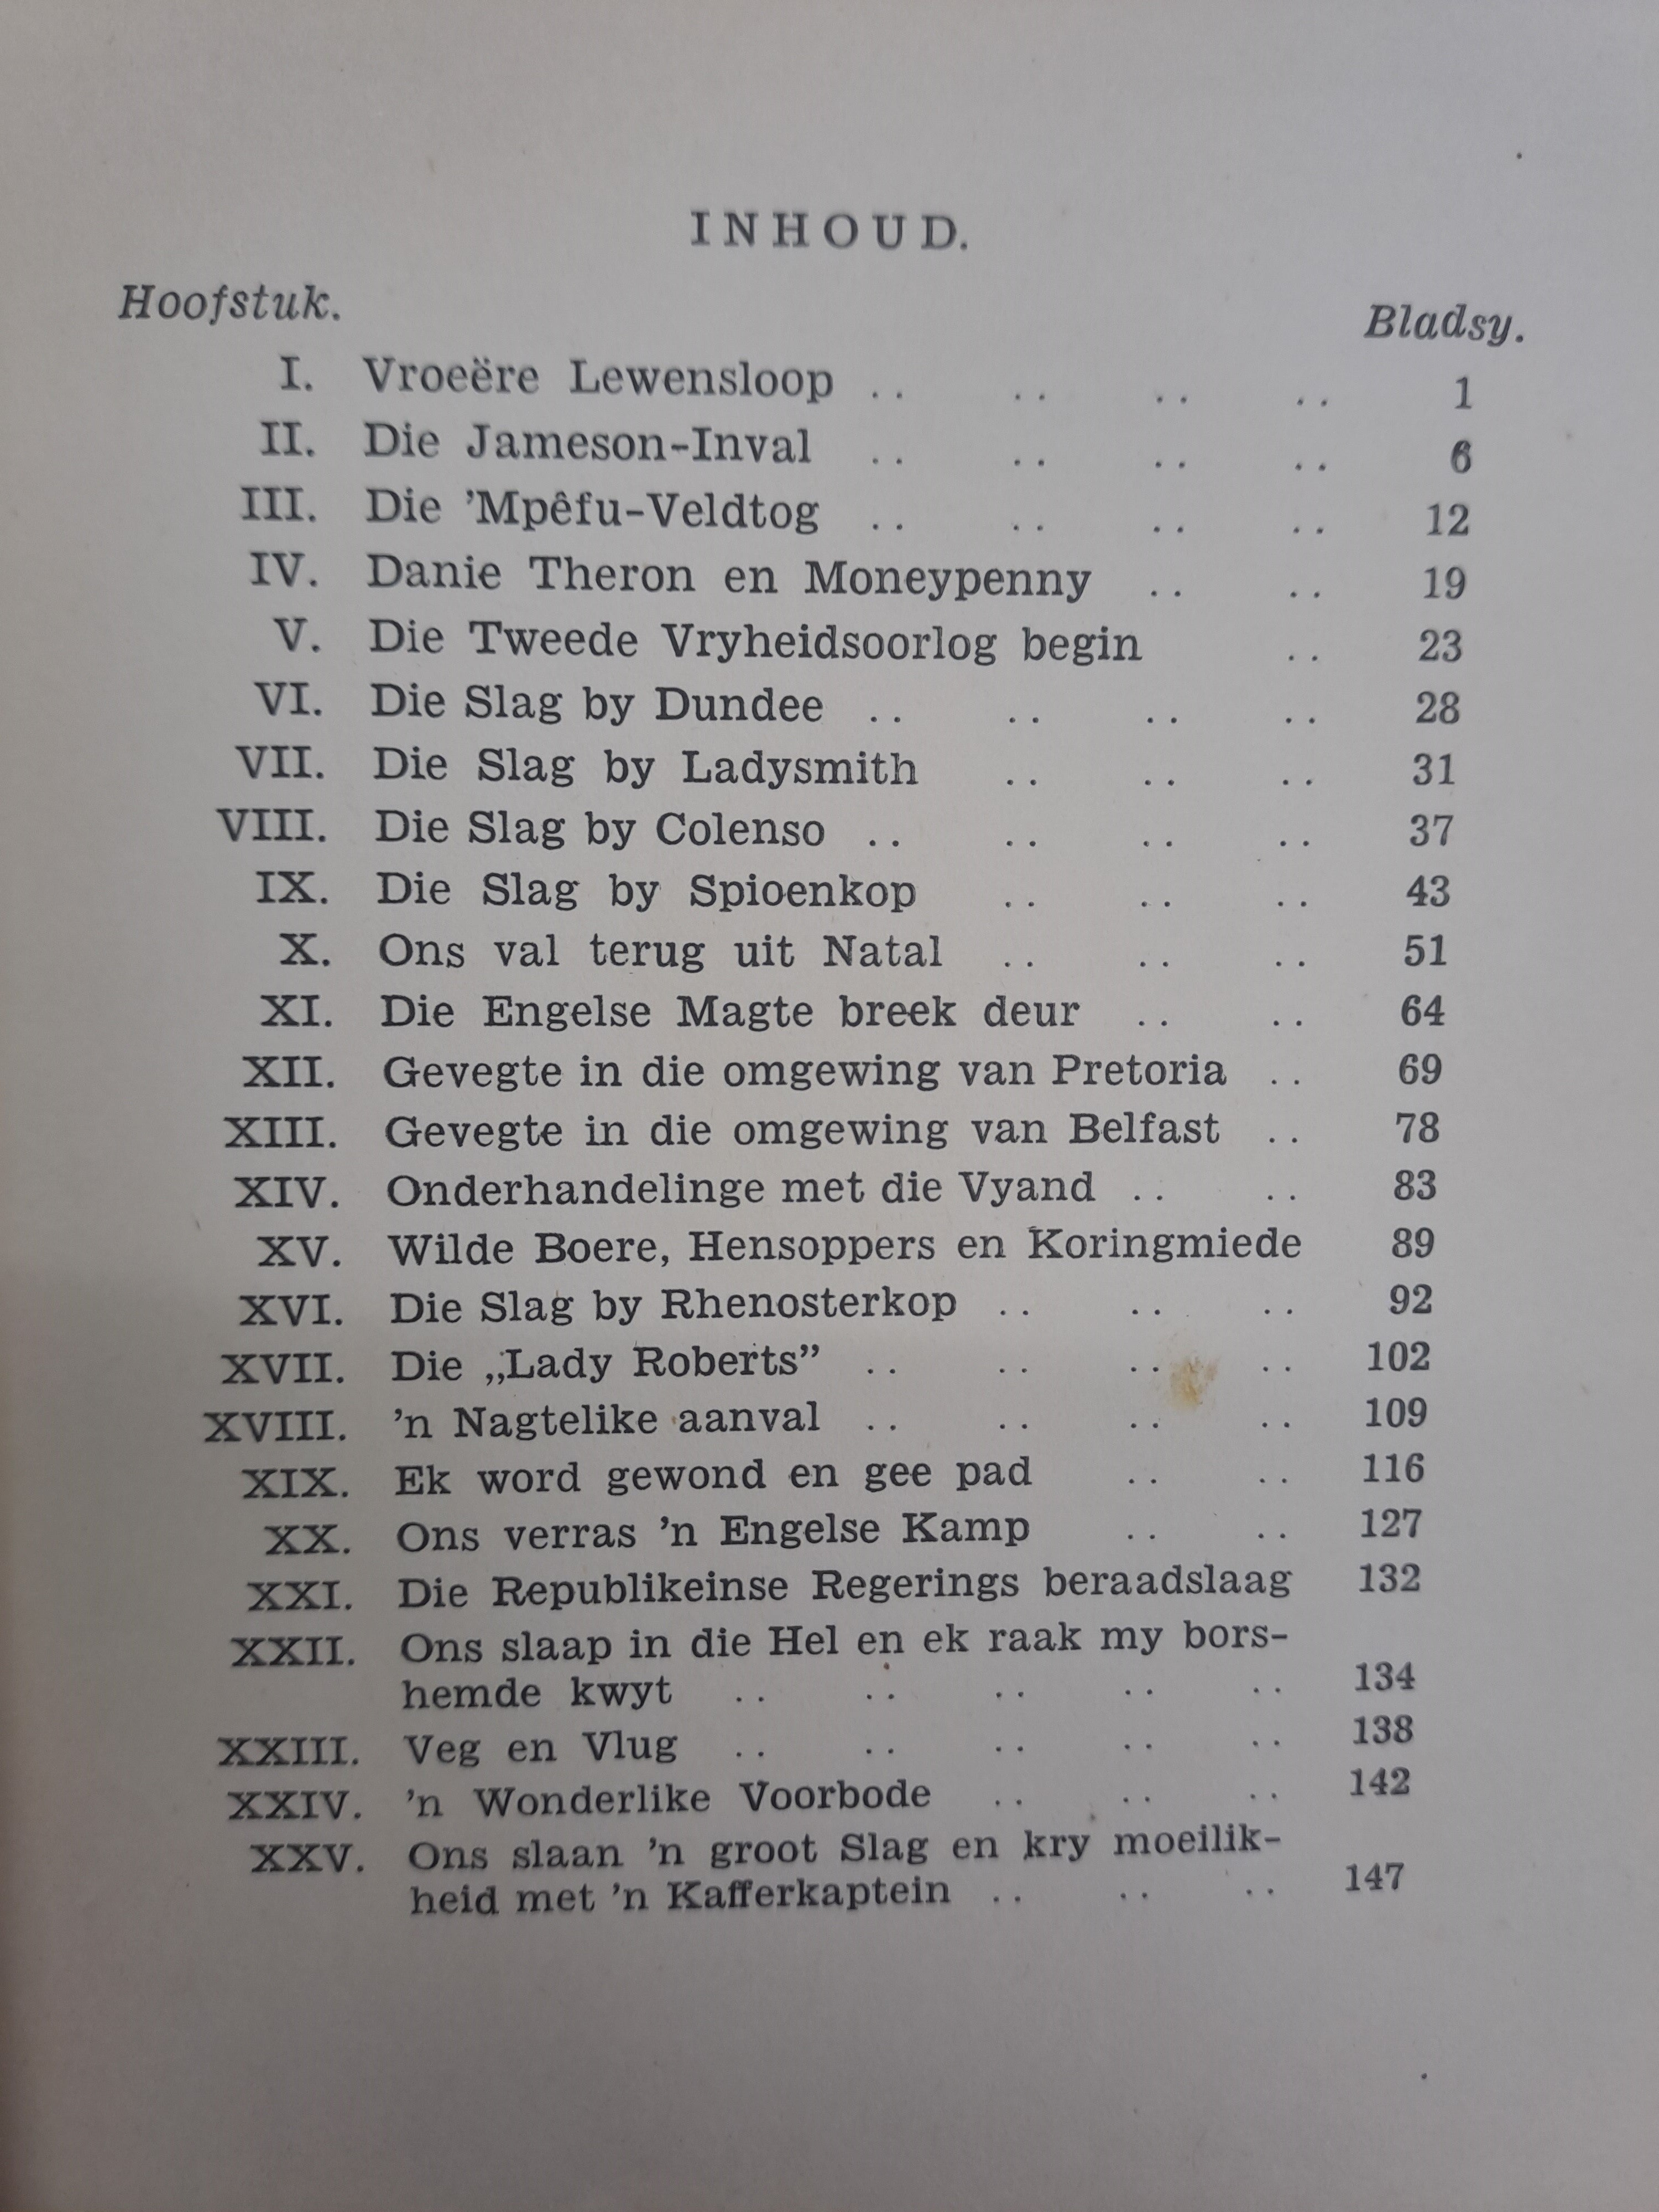 INHOUD.
Hoofstuk. Bladsy.
I. Vroeëre Lewensloop .. .. .. .. 1
II. Die Jameson-Inval .. .. .. .. 6
III. Die 'Mpêfu-Veldtog .. .. .. .. 12
IV. Danie Theron en Moneypenny .. .. 19
V. Die Tweede Vryheidsoorlog begin .. 23
VI. Die Slag by Dundee .. .. .. .. 28
VII. Die Slag by Ladysmith .. .. .. 31
VIII. Die Slag by Colenso .. .. .. .. 37
IX. Die Slag by Spioenkop .. .. .. 43
X. Ons val terug uit Natal .. .. .. 51
XI. Die Engelse Magte breek deur .. .. 64
XII. Gevegte in die omgewing van Pretoria .. 69
XIII. Gevegte in die omgewing van Belfast .. 78
XIV. Onderhandelinge met die Vyand .. .. 83
XV. Wilde Boere, Hensoppers en Koringmiede 89
XVI. Die Slag by Rhenosterkop .. .. .. 92
XVII. Die „Lady Roberts” .. .. .. .. 102
XVIII. 'n Nagtelike aanval .. .. .. .. 109
XIX. Ek word gewond en gee pad .. .. 116
XX. Ons verras 'n Engelse Kamp .. .. 127
XXI. Die Republikeinse Regerings beraadslaag 132
XXII. Ons slaap in die Hel en ek raak my bors-
hemde kwyt .. .. .. .. .. 134
XXIII. Veg en Vlug .. .. .. .. .. 138
XXIV. 'n Wonderlike Voorbode .. .. .. 142
XXV. Ons slaan 'n groot Slag en kry moeilik-
heid met 'n Kafferkaptein .. .. .. 147